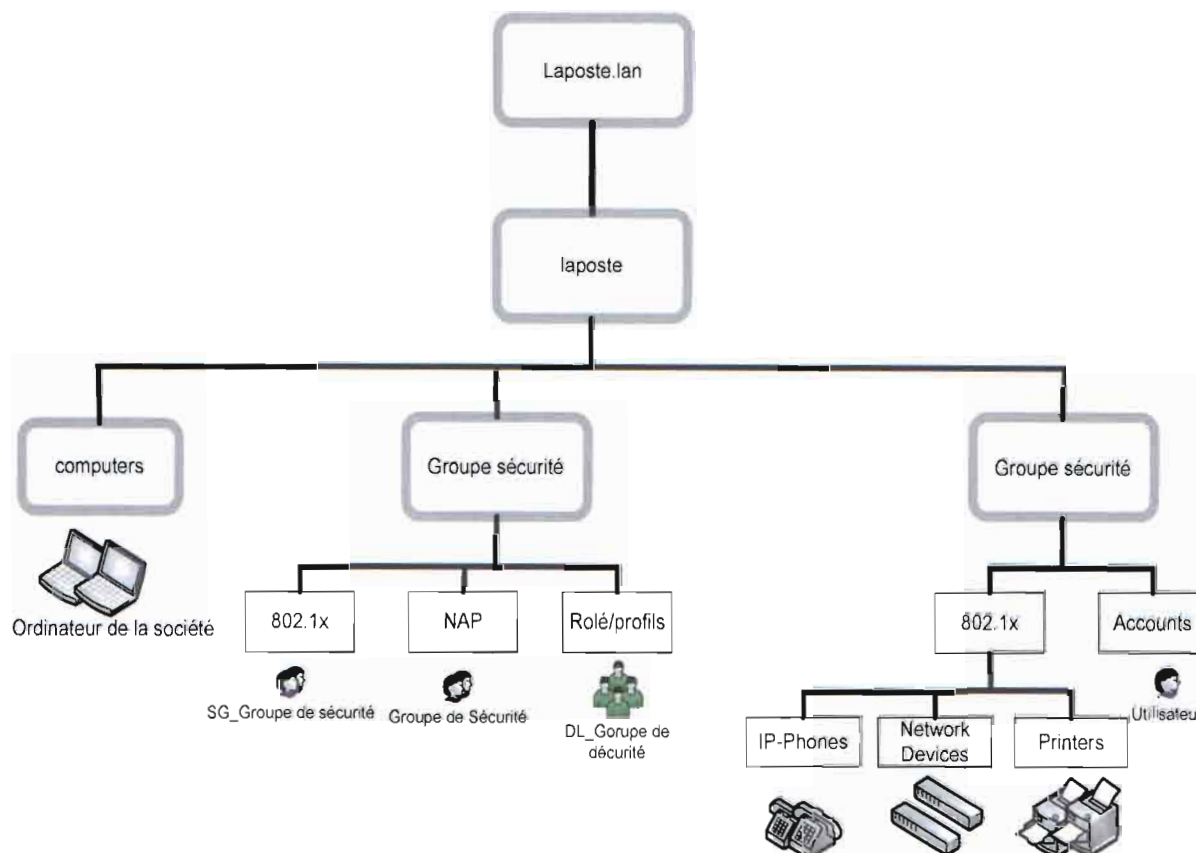 Laposte.lan
laposte
computers
Groupe sécurité
Groupe sécurité
Ordinateur de la société
802.1x
NAP
Rolé/profils
802.1x
Accounts
SG_Groupe de sécurité
Groupe de Sécurité
DL_Gorupe de
décurité
Utilisateur
IP-Phones
Network
Devices
Printers